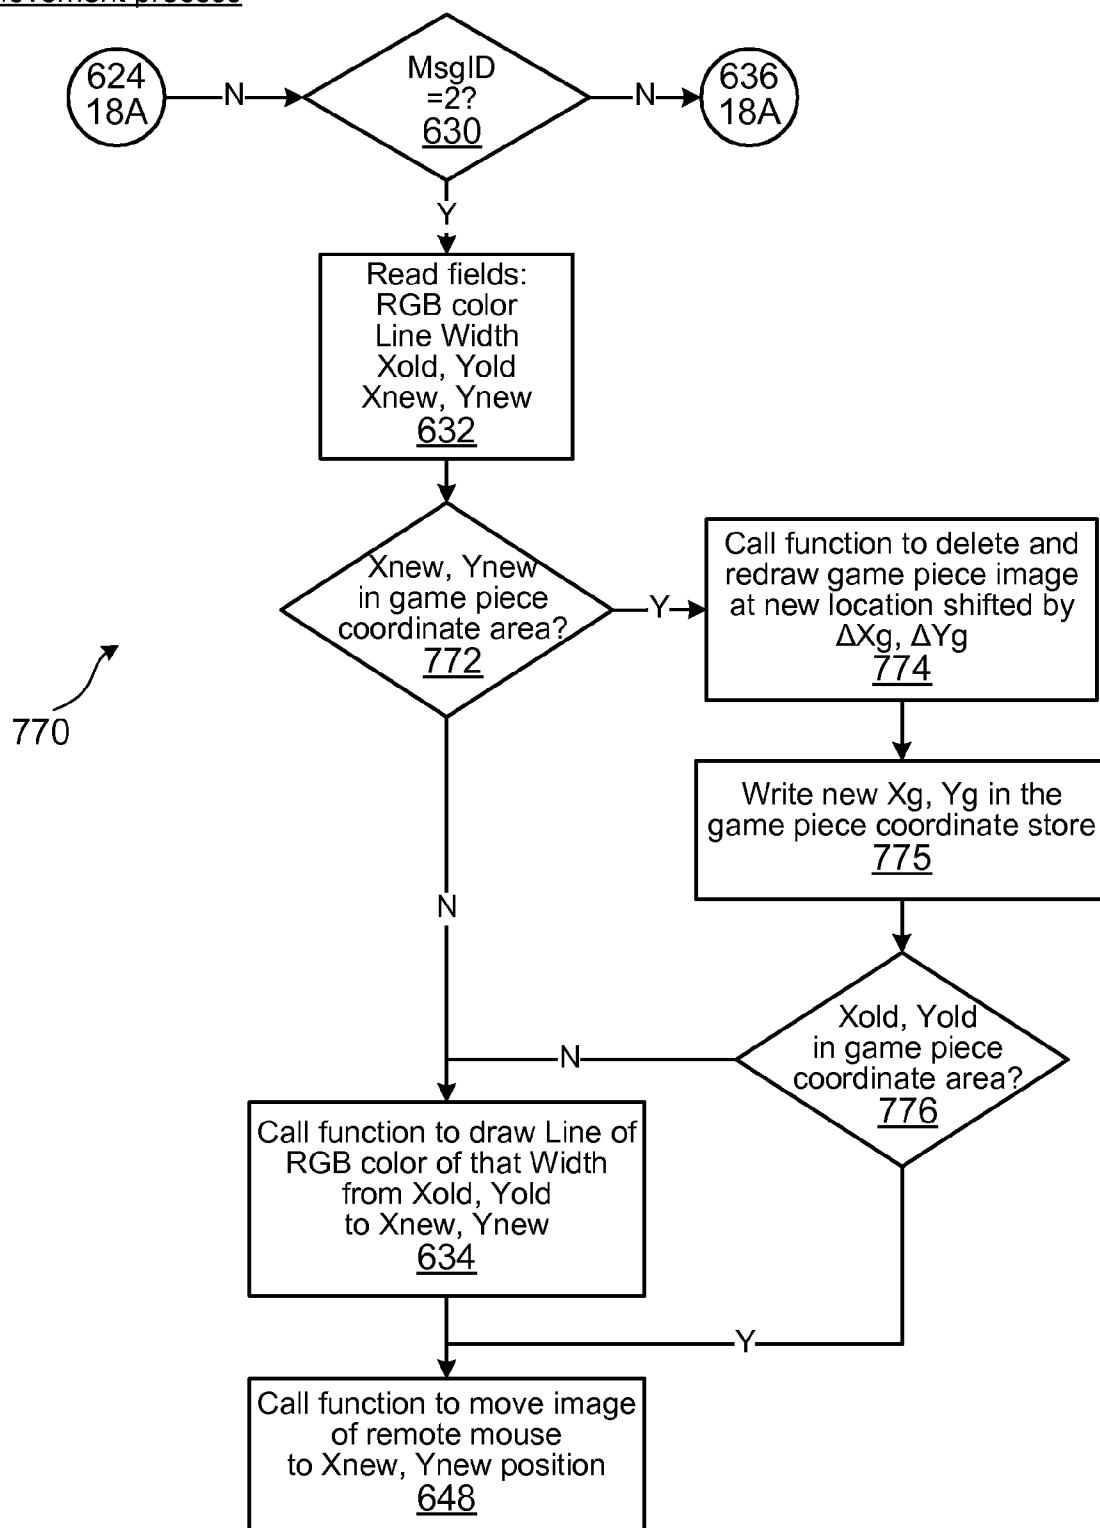 process
624
18A
N
MsgID
=2?
630
N
636
18A
Y
Read fields:
RGB color
Line Width
Xold, Yold
Xnew, Ynew
632
Xnew, Ynew
in game piece
coordinate area?
772
Y
Call function to delete and
redraw game piece image
at new location shifted by
ΔXg, ΔYg
774
770
Write new Xg, Yg in the
game piece coordinate store
775
N
Xold, Yold
in game piece
coordinate area?
776
N
Call function to draw Line of
RGB color of that Width
from Xold, Yold
to Xnew, Ynew
634
Y
Call function to move image
of remote mouse
to Xnew, Ynew position
648